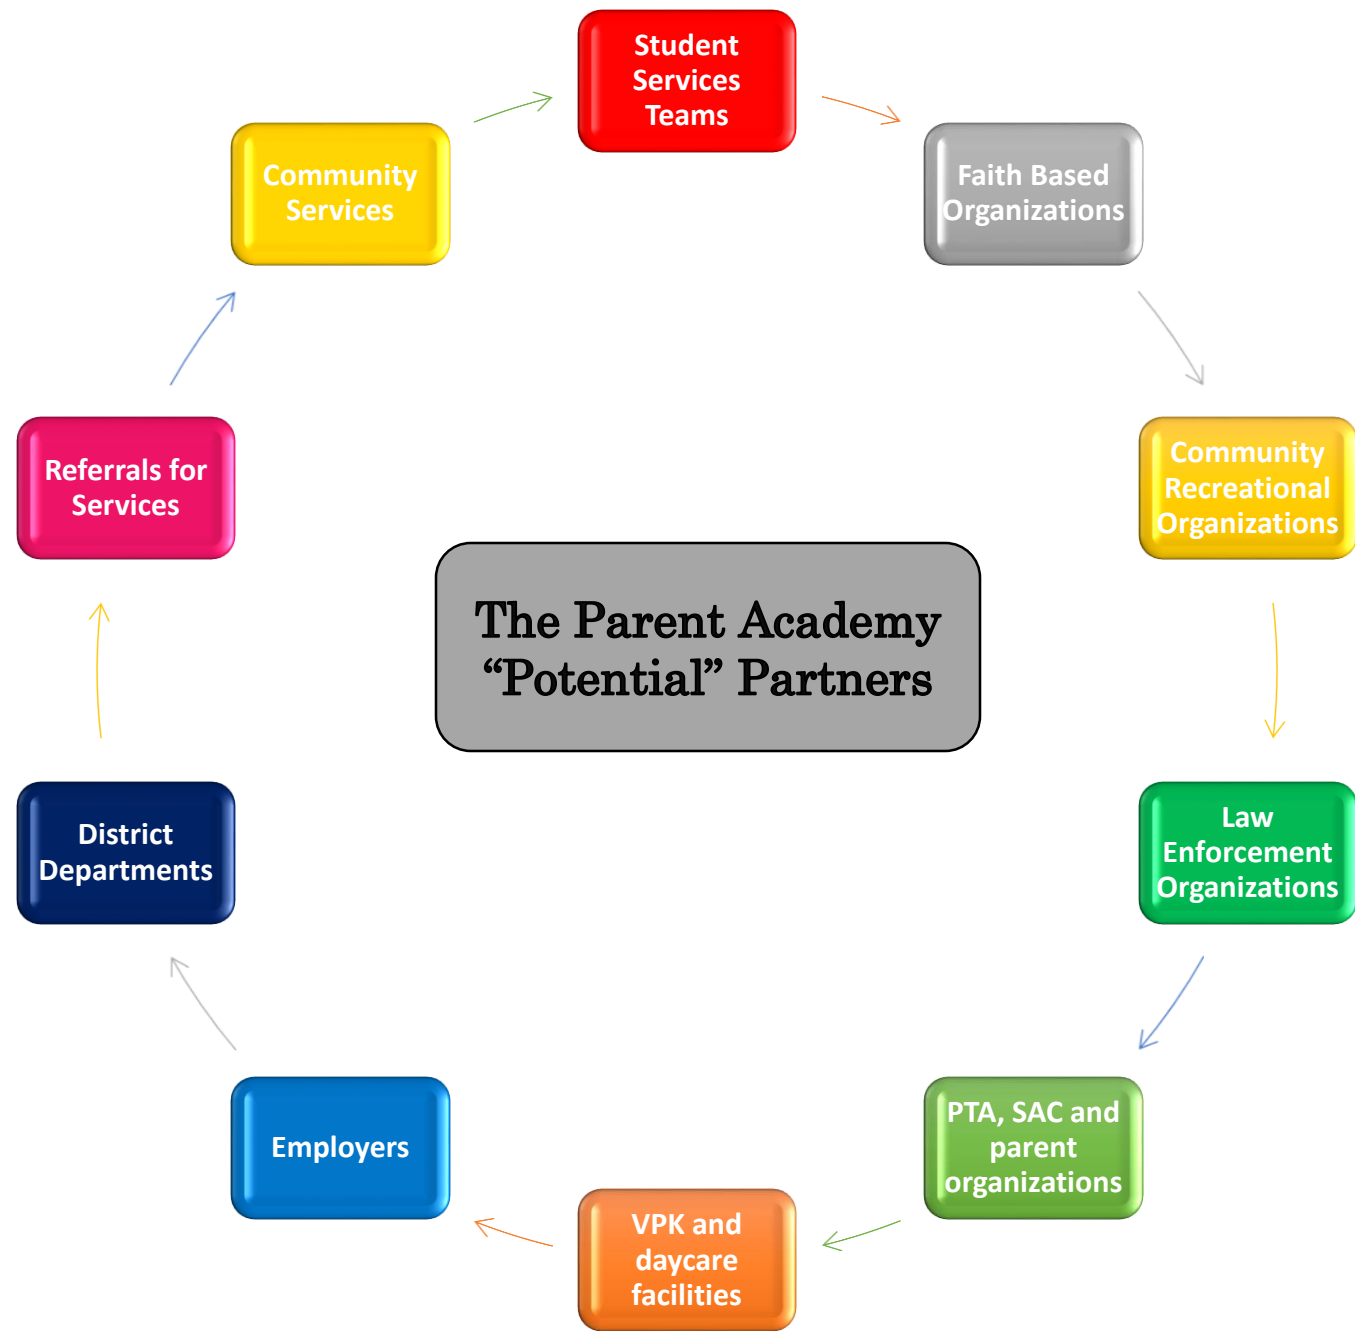 Student
Services
Teams
Faith Based
Organizations
Community
Recreational
Organizations
Law
Enforcement
Organizations
PTA, SAC and
parent
organizations
VPK and
daycare
facilities
Employers
District
Departments
Referrals for
Services
Community
Services
The Parent Academy
“Potential” Partners